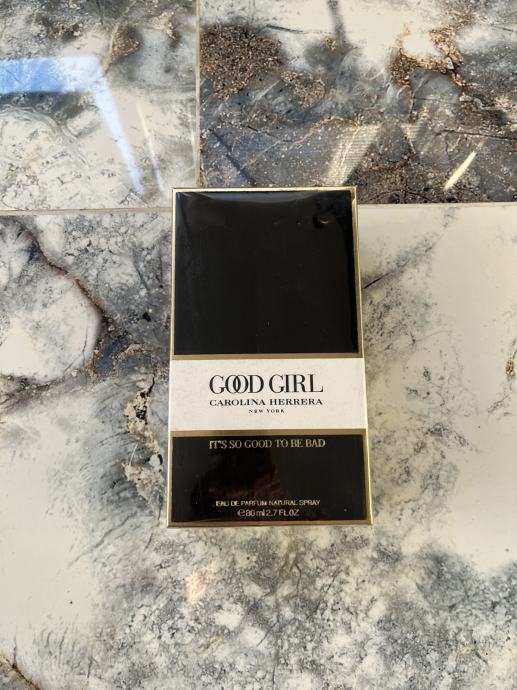 GOOD GIRL
CAROLINA HERRERA
NEW YORK
IT'S SO GOOD TO BE BAD
EAU DE PARFUM NATURAL SPRAY
℮80 ml 2.7 FL.OZ